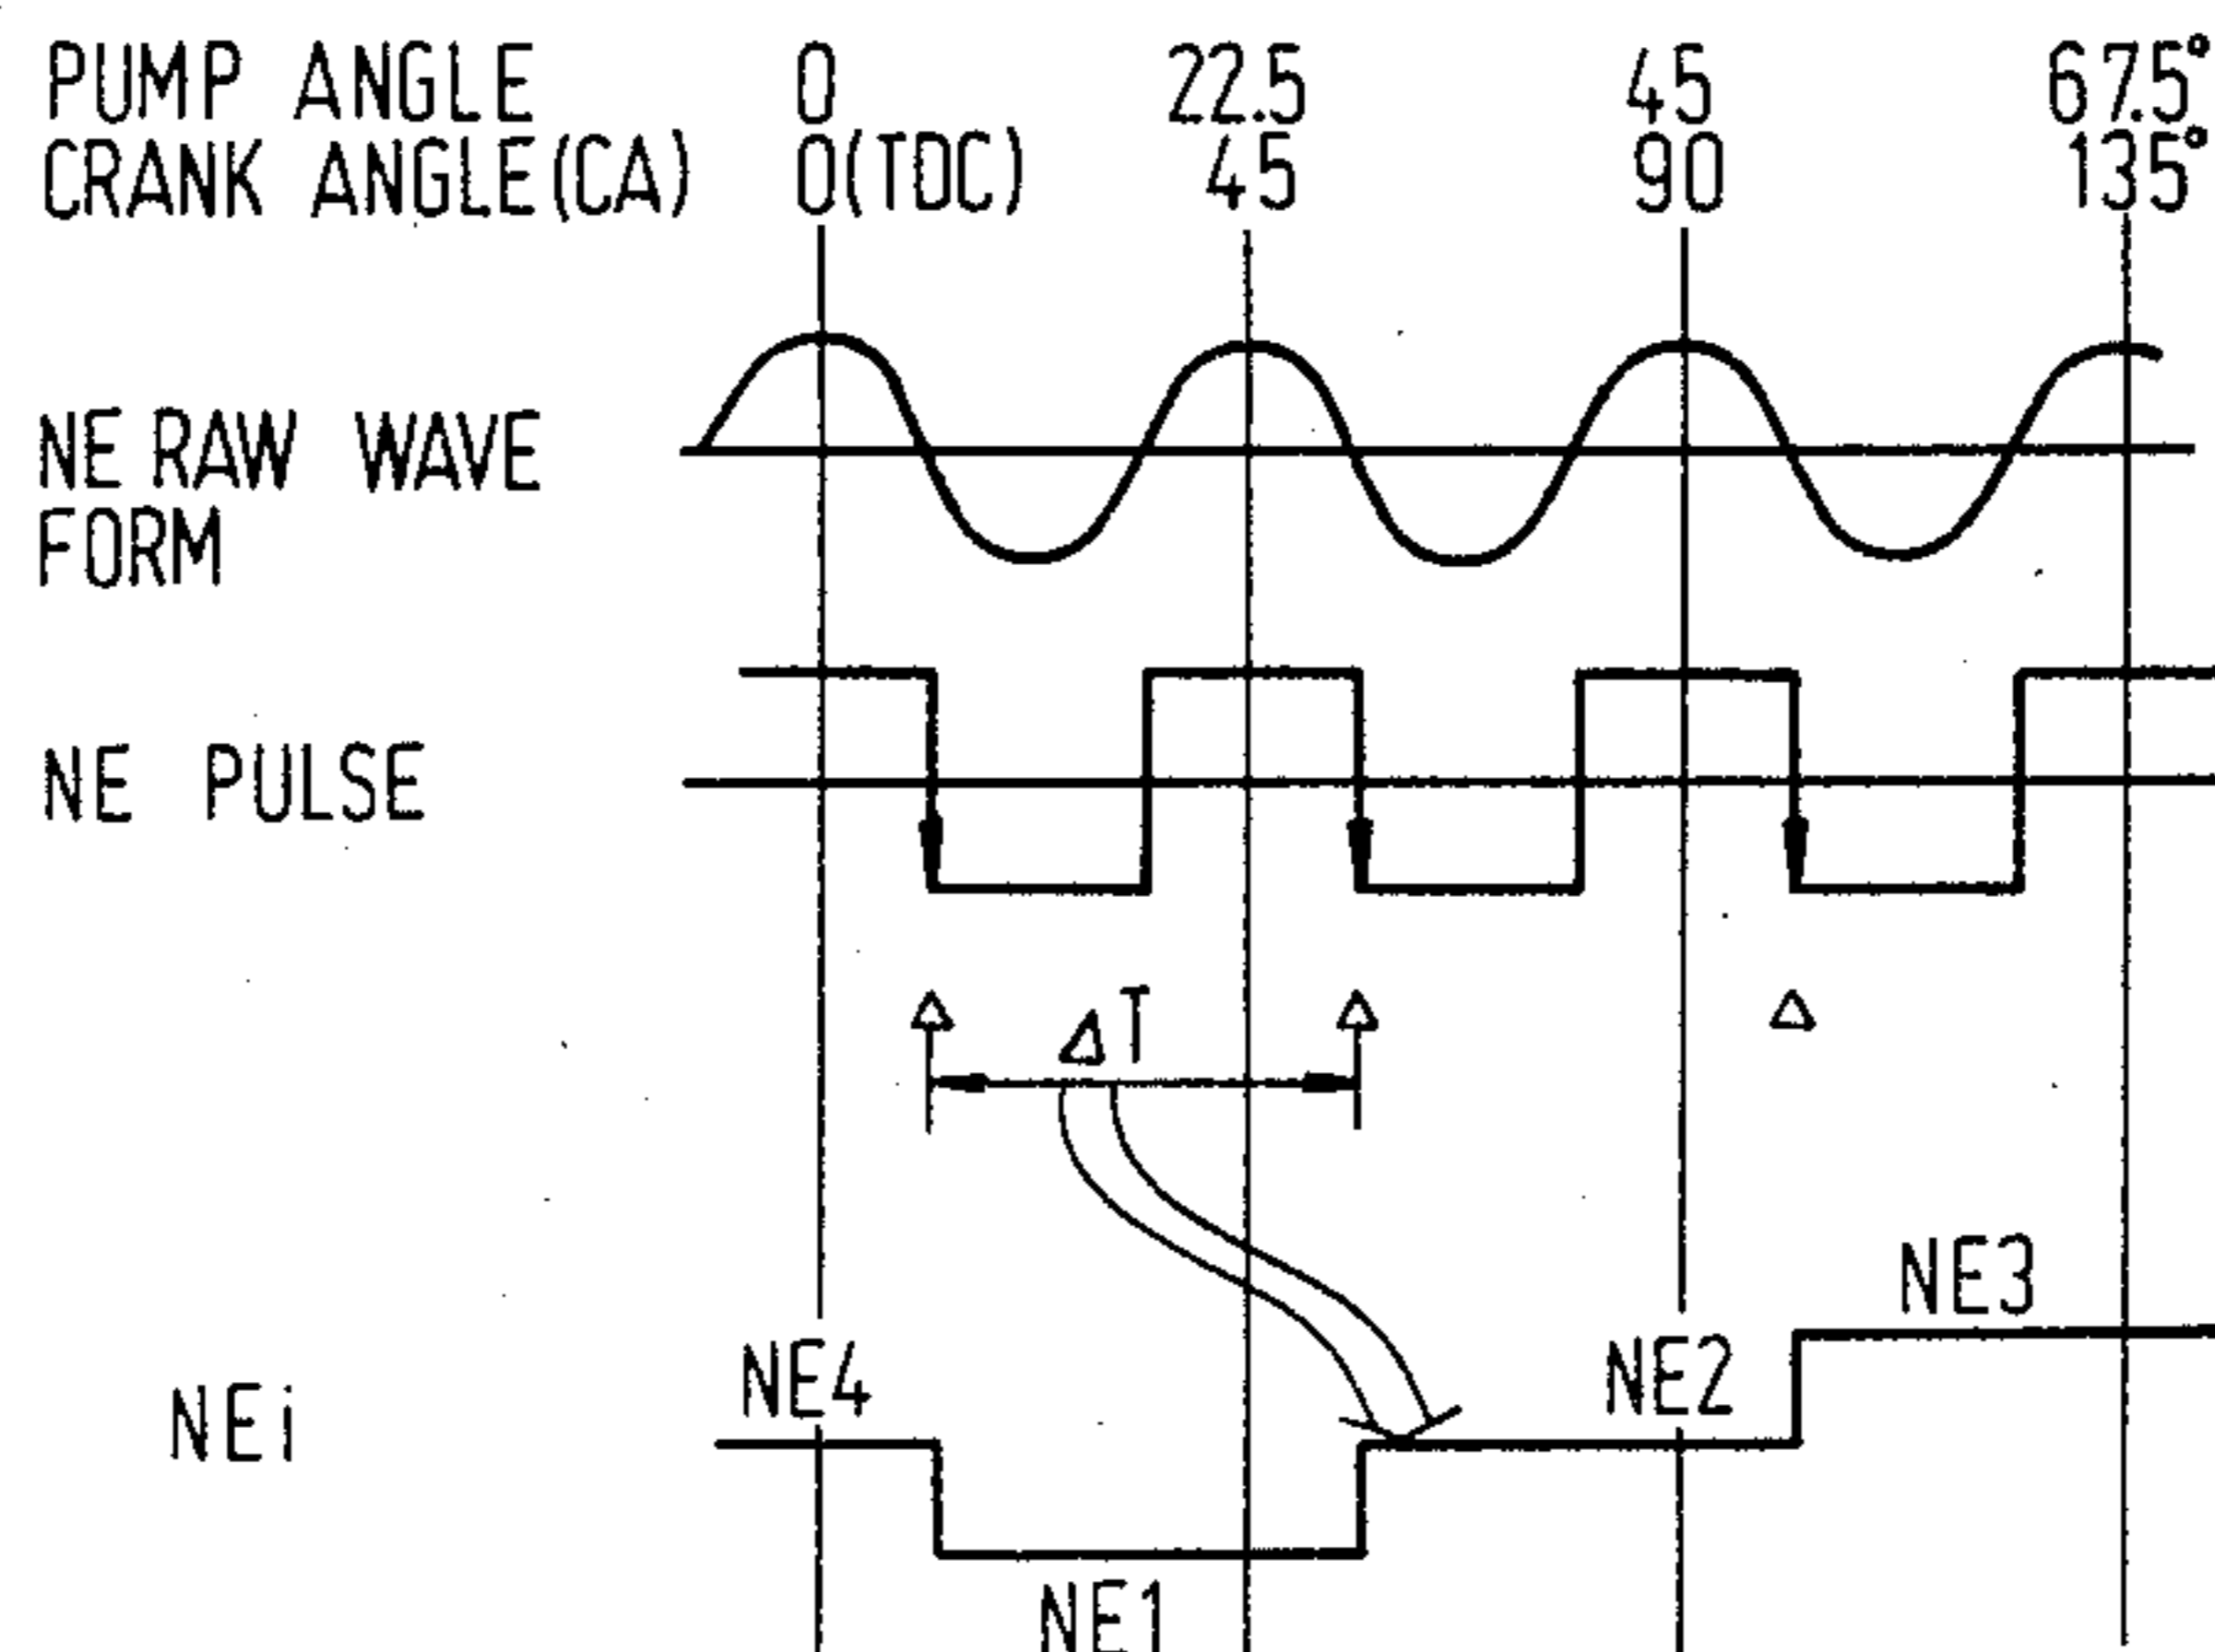 PUMP ANGLE 0 22.5 45 67.5°
CRANK ANGLE(CA) 0(TDC) 45 90 135°
NE RAW WAVE
FORM
NE PULSE
ΔT
NE3
NE4
NE2
NEi
NE1